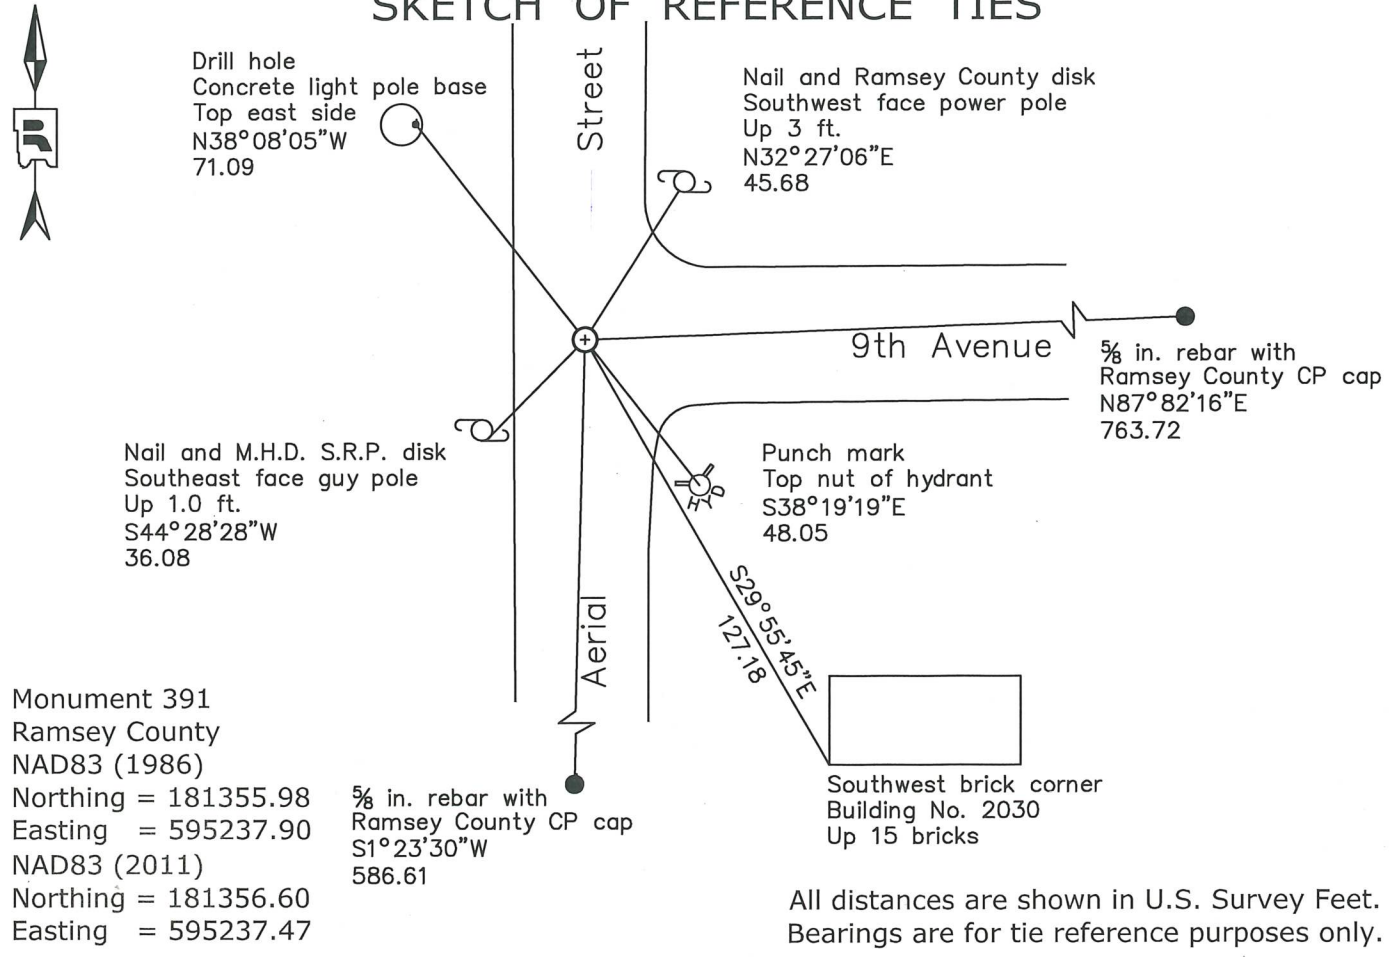 SKETCH OF REFERENCE TIES
R
Drill hole
Concrete light pole base
Top east side
N38°08'05"W
71.09
Street
Nail and Ramsey County disk
Southwest face power pole
Up 3 ft.
N32°27'06"E
45.68
9th Avenue
⅝ in. rebar with
Ramsey County CP cap
N87°82'16"E
763.72
Nail and M.H.D. S.R.P. disk
Southeast face guy pole
Up 1.0 ft.
S44°28'28"W
36.08
Punch mark
Top nut of hydrant
S38°19'19"E
48.05
HYD
S29°55'45"E
127.18
Aerial
Monument 391
Ramsey County
NAD83 (1986)
Northing = 181355.98
Easting = 595237.90
NAD83 (2011)
Northing = 181356.60
Easting = 595237.47
⅝ in. rebar with
Ramsey County CP cap
S1°23'30"W
586.61
Southwest brick corner
Building No. 2030
Up 15 bricks
All distances are shown in U.S. Survey Feet.
Bearings are for tie reference purposes only.